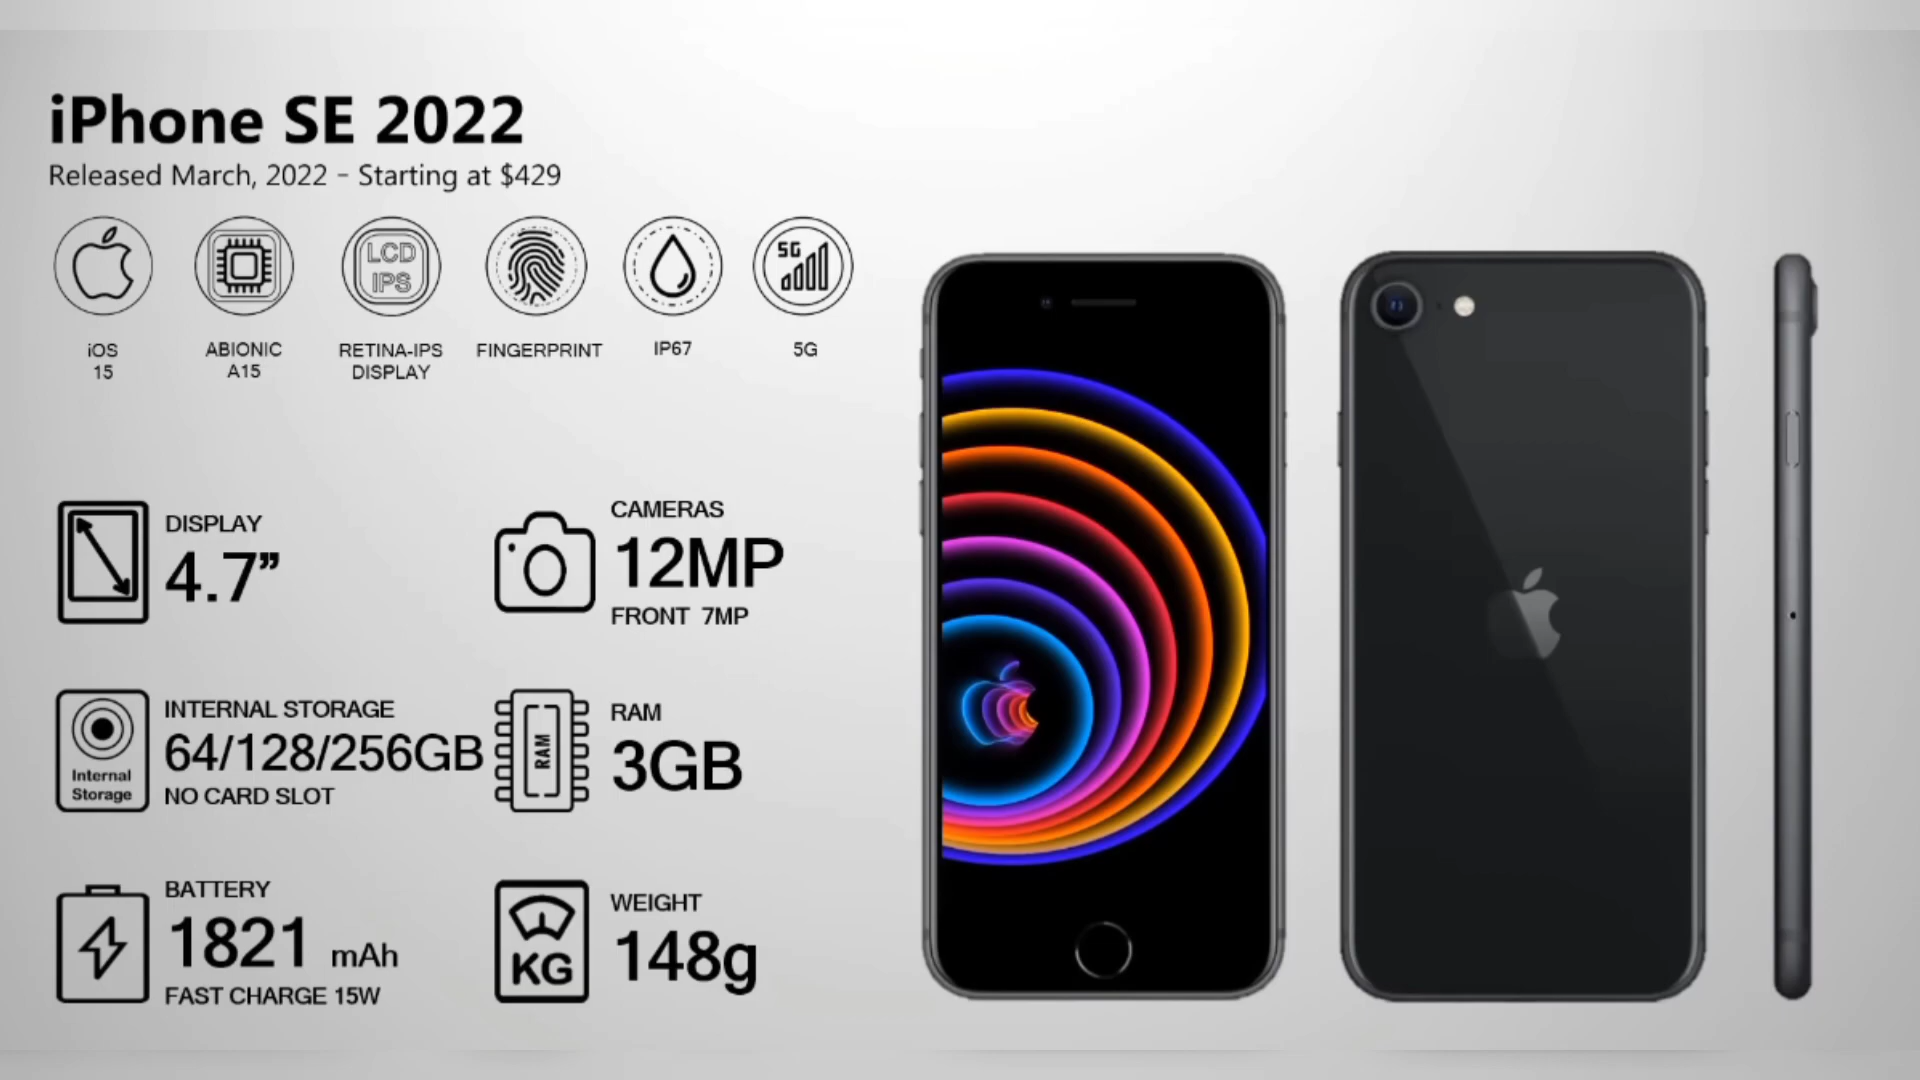 iPhone SE 2022
Released March, 2022 - Starting at $429
LCD
IPS
5G
iOS
15
ABIONIC
A15
RETINA-IPS
DISPLAY
FINGERPRINT
IP67
5G
DISPLAY
4.7”
CAMERAS
12MP
FRONT 7MP
Internal
Storage
INTERNAL STORAGE
64/128/256GB
NO CARD SLOT
RAM
RAM
3GB
BATTERY
1821 mAh
FAST CHARGE 15W
KG
WEIGHT
148g